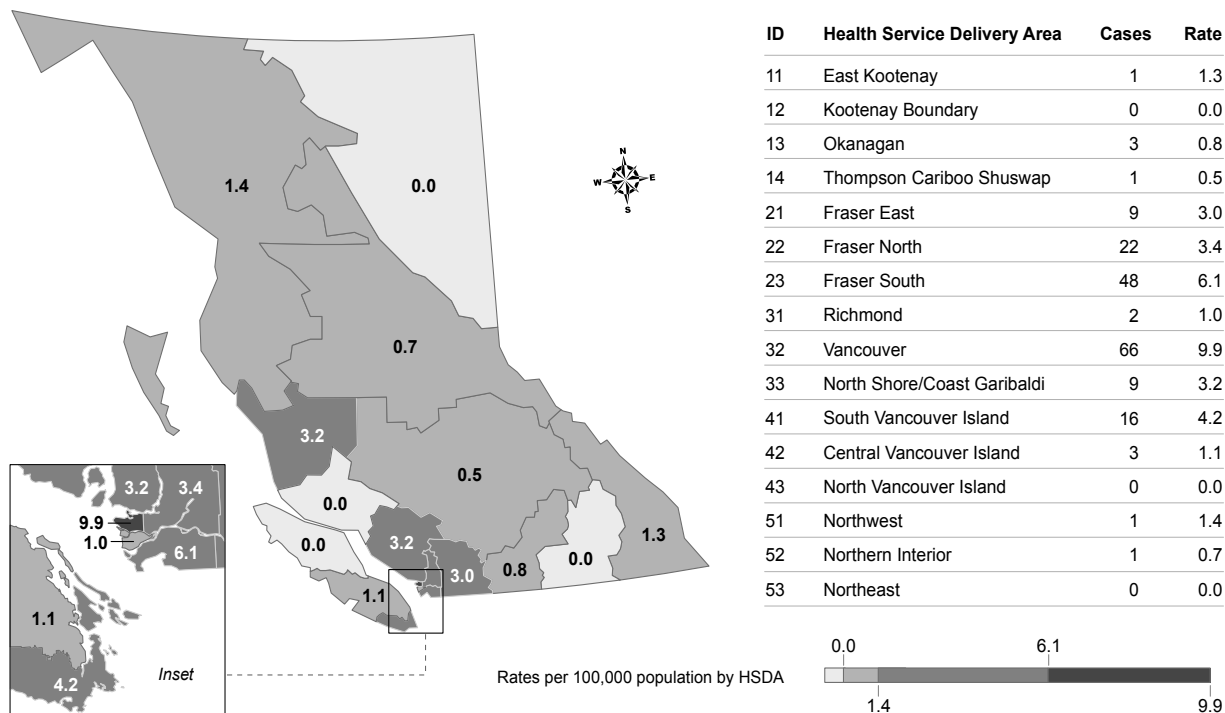 1.4
0.0
N
W E
S
0.7
3.2
0.5
0.0
0.0
3.2
3.0
0.8
0.0
1.3
1.1
3.2 3.4
9.9
1.0
6.1
1.1
4.2
Inset
ID Health Service Delivery Area Cases Rate
11 East Kootenay 1 1.3
12 Kootenay Boundary 0 0.0
13 Okanagan 3 0.8
14 Thompson Cariboo Shuswap 1 0.5
21 Fraser East 9 3.0
22 Fraser North 22 3.4
23 Fraser South 48 6.1
31 Richmond 2 1.0
32 Vancouver 66 9.9
33 North Shore/Coast Garibaldi 9 3.2
41 South Vancouver Island 16 4.2
42 Central Vancouver Island 3 1.1
43 North Vancouver Island 0 0.0
51 Northwest 1 1.4
52 Northern Interior 1 0.7
53 Northeast 0 0.0
Rates per 100,000 population by HSDA
0.0 6.1
1.4 9.9